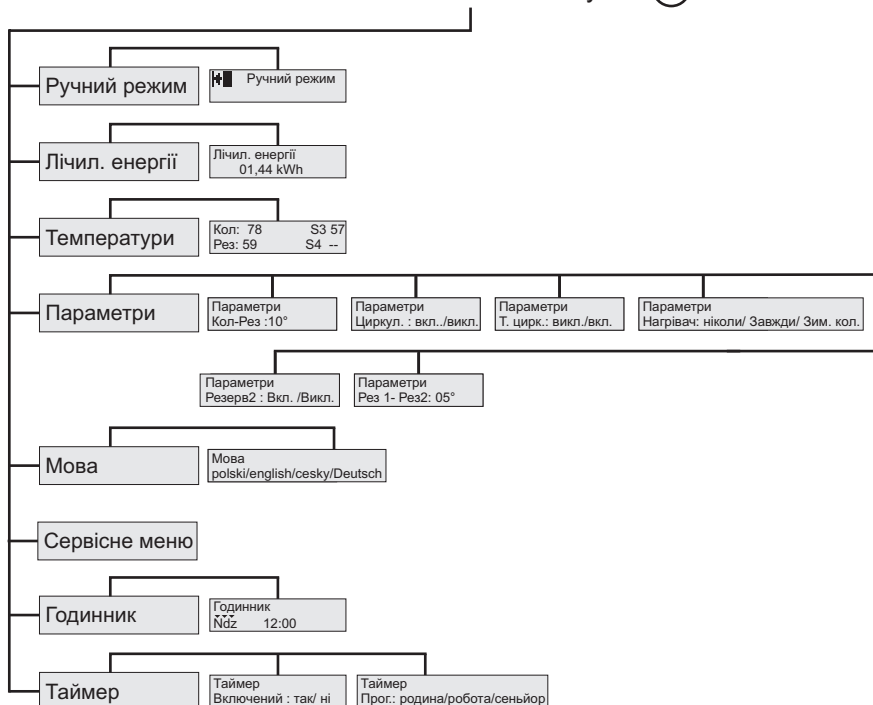 Ручний режим
Ручний режим
Лічил. енергії
Лічил. енергії
01,44 kWh
Температури
Кол: 78 S3 57
Рез: 59 S4 --
Параметри
Параметри
Кол-Рез :10°
Параметри
Циркул. : вкл../викл.
Параметри
Т. цирк.: викл./вкл.
Параметри
Нагрівач: ніколи/ Завжди/ Зим. кол.
Параметри
Резерв2 : Вкл. /Викл.
Параметри
Рез 1- Рез2: 05°
Мова
Мова
polski/english/cesky/Deutsch
Сервісне меню
Годинник
Годинник
Ndz 12:00
Таймер
Таймер
Включений : так/ ні
Таймер
Прог.: родина/робота/сеньйор